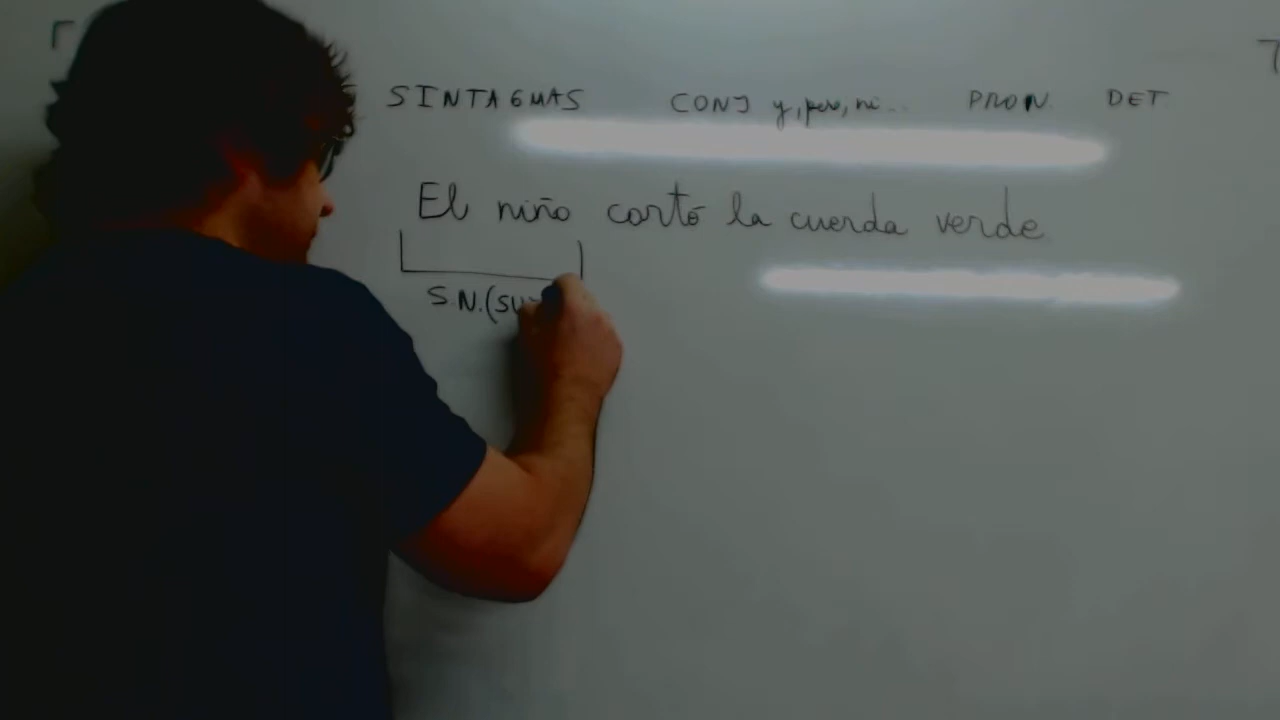 SINTAGMAS CONJ y, pero, ni... PRON. DET.
El niño cortó la cuerda verde
S.N.(su